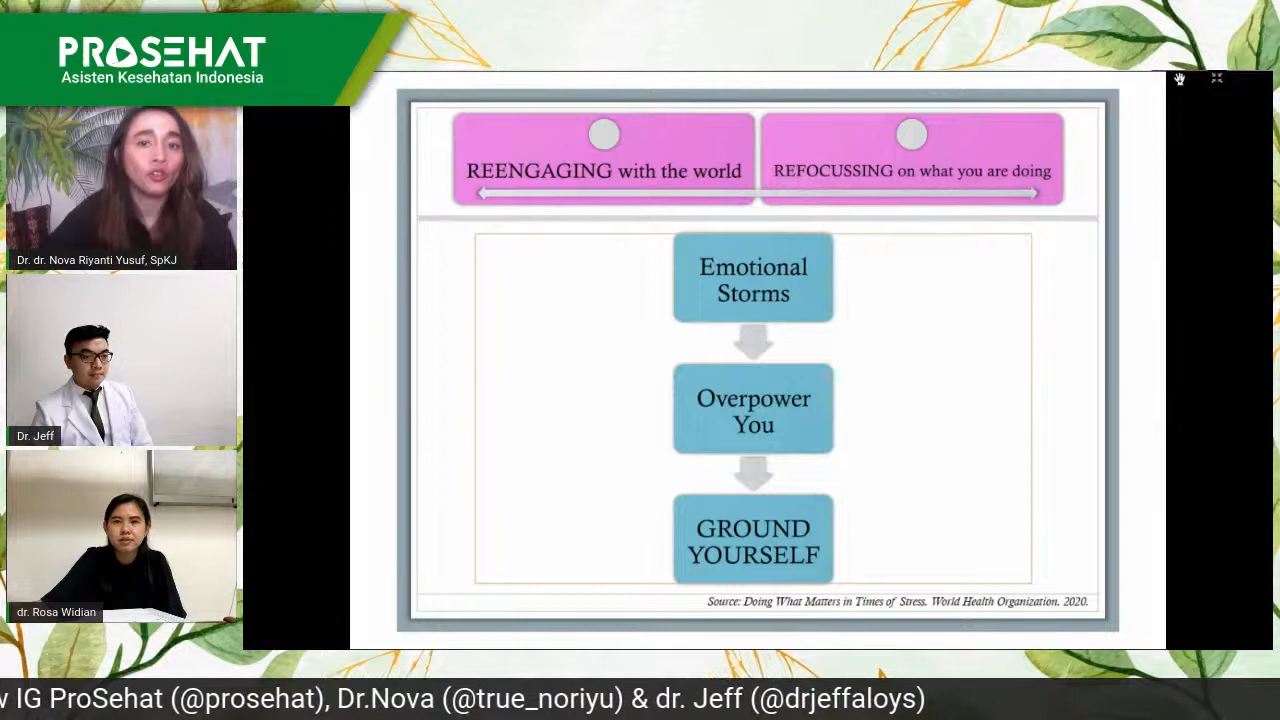 PROSEHAT
Asisten Kesehatan Indonesia
Dr. dr. Nova Riyanti Yusuf, SpKJ
Dr. Jeff
dr. Rosa Widian
REENGAGING with the world
REFOCUSSING on what you are doing
Emotional
Storms
Overpower
You
GROUND
YOURSELF
Source: Doing What Matters in Times of Stress. World Health Organization. 2020.
IG ProSehat (@prosehat), Dr.Nova (@true_noriyu) & dr. Jeff (@drjeffaloys)